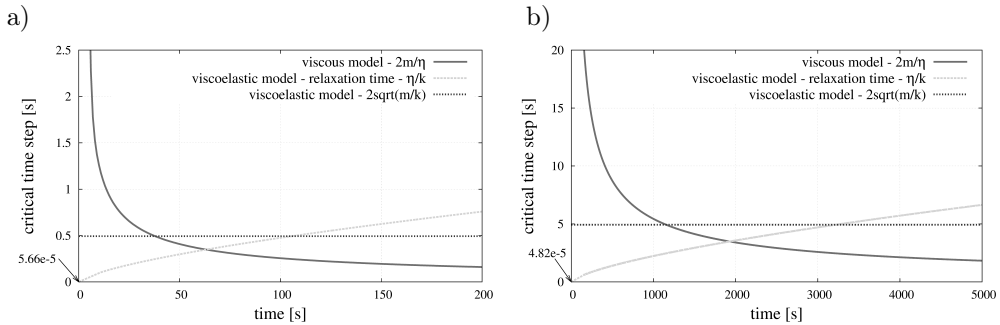 a)
2.5
2
1.5
1
0.5
0
critical time step [s]
viscous model - 2m/η
viscoelastic model - relaxation time - η/k
viscoelastic model - 2sqrt(m/k)
5.66e-5
0
50
100
150
200
time [s]
b)
20
15
10
5
0
critical time step [s]
viscous model - 2m/η
viscoelastic model - relaxation time - η/k
viscoelastic model - 2sqrt(m/k)
4.82e-5
0
1000
2000
3000
4000
5000
time [s]